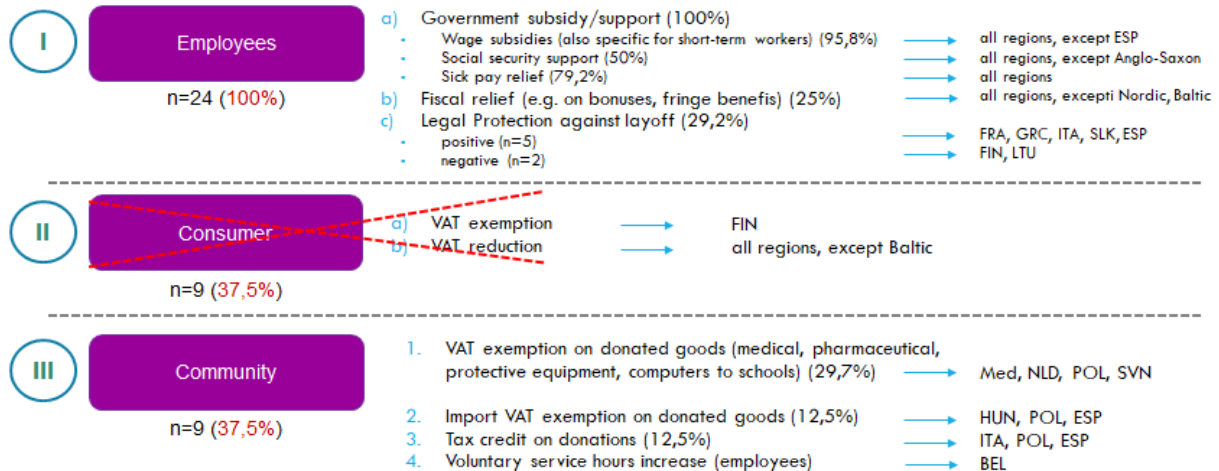 I
Employees
n=24 (100%)
a) Government subsidy/support (100%)
- Wage subsidies (also specific for short-term workers) (95,8%) all regions, except ESP
- Social security support (50%) all regions, except Anglo-Saxon
- Sick pay relief (79,2%) all regions
b) Fiscal relief (e.g. on bonuses, fringe benefis) (25%) all regions, excepti Nordic, Baltic
c) Legal Protection against layoff (29,2%)
- positive (n=5) FRA, GRC, ITA, SLK, ESP
- negative (n=2) FIN, LTU
II
Consumer
n=9 (37,5%)
a) VAT exemption FIN
b) VAT reduction all regions, except Baltic
III
Community
n=9 (37,5%)
1. VAT exemption on donated goods (medical, pharmaceutical,
protective equipment, computers to schools) (29,7%) Med, NLD, POL, SVN
2. Import VAT exemption on donated goods (12,5%) HUN, POL, ESP
3. Tax credit on donations (12,5%) ITA, POL, ESP
4. Voluntary service hours increase (employees) BEL